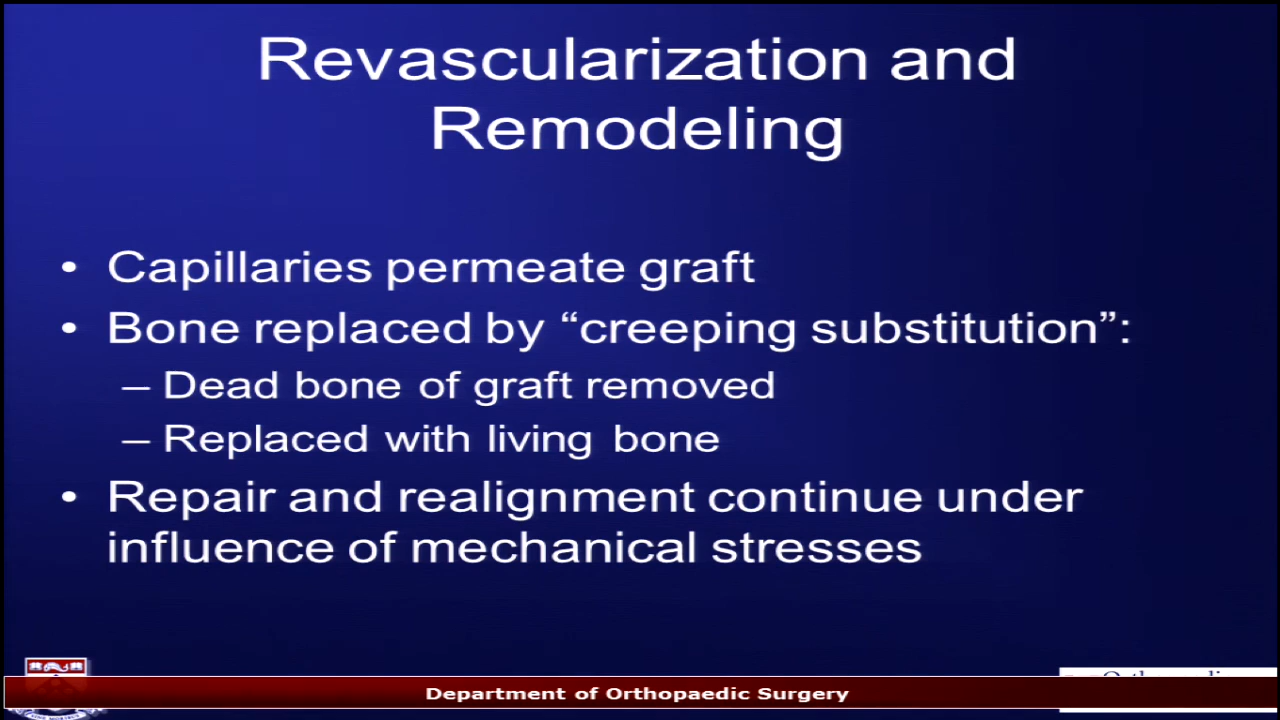 Revascularization and
Remodeling
• Capillaries permeate graft
• Bone replaced by “creeping substitution”:
– Dead bone of graft removed
– Replaced with living bone
• Repair and realignment continue under
influence of mechanical stresses
Department of Orthopaedic Surgery